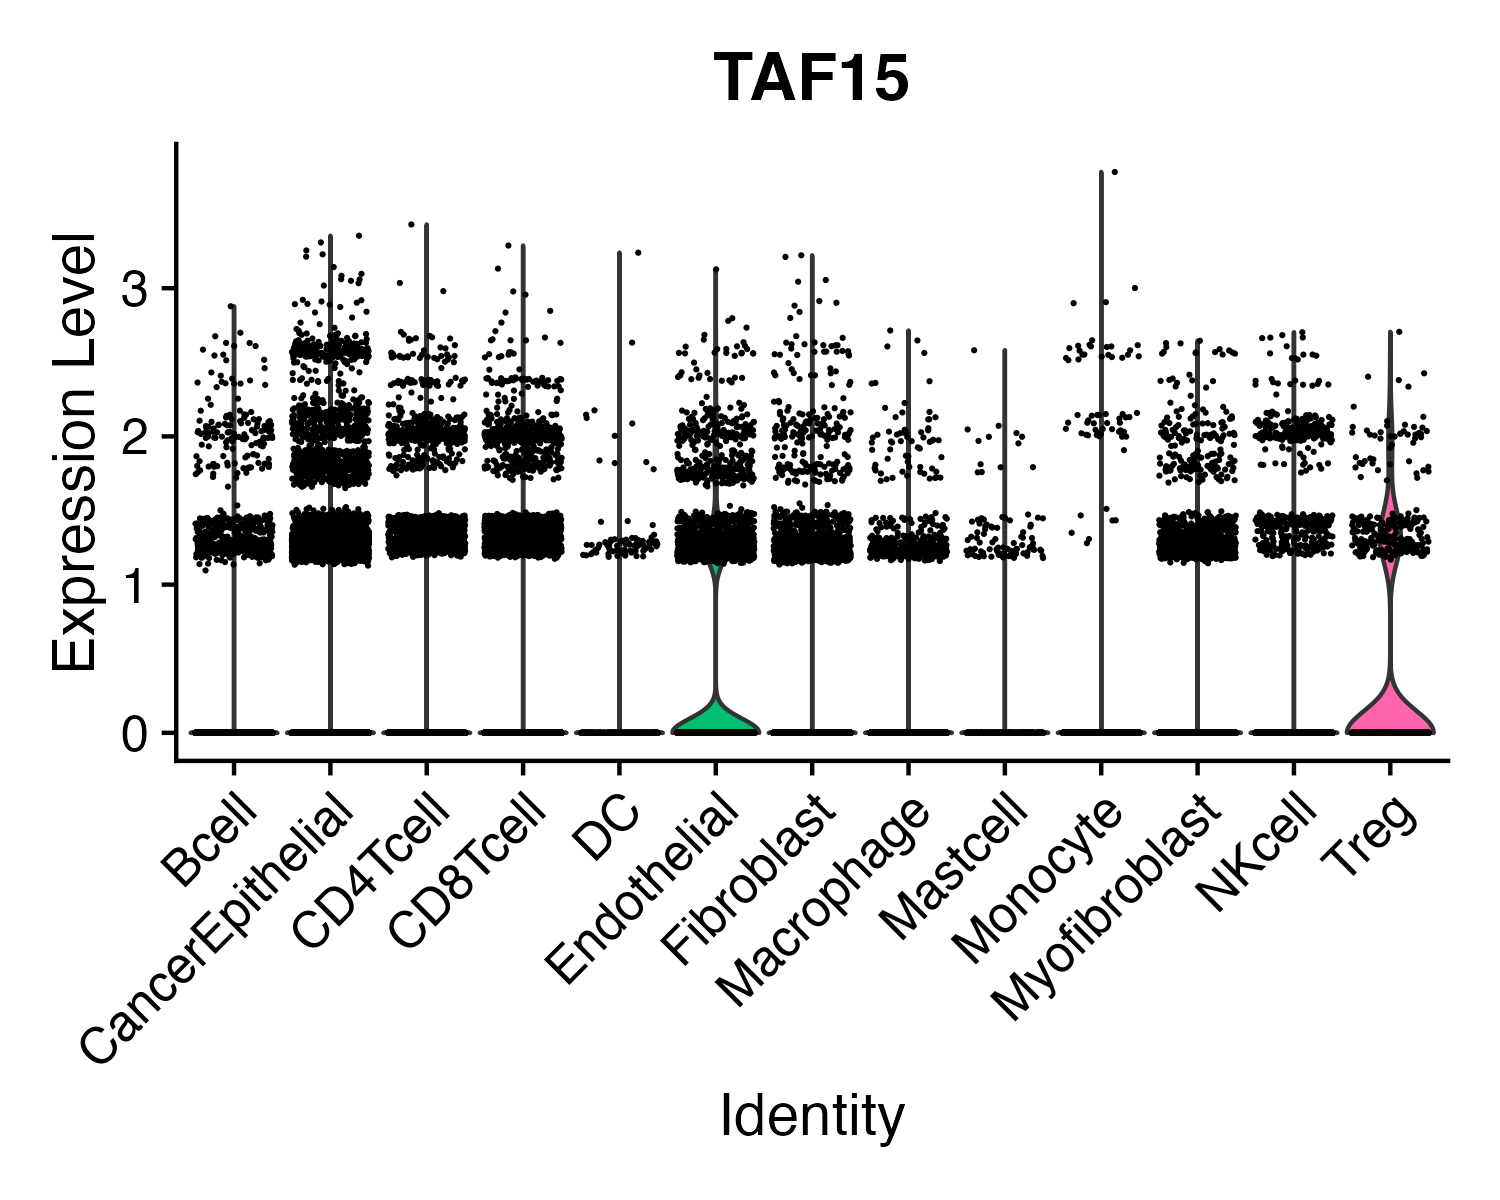 TAF15
Expression Level
3
2
1
0
Bcell
CancerEpithelial
CD4Tcell
CD8Tcell
DC
Endothelial
Fibroblast
Macrophage
Mastcell
Monocyte
Myofibroblast
NKcell
Treg
Identity